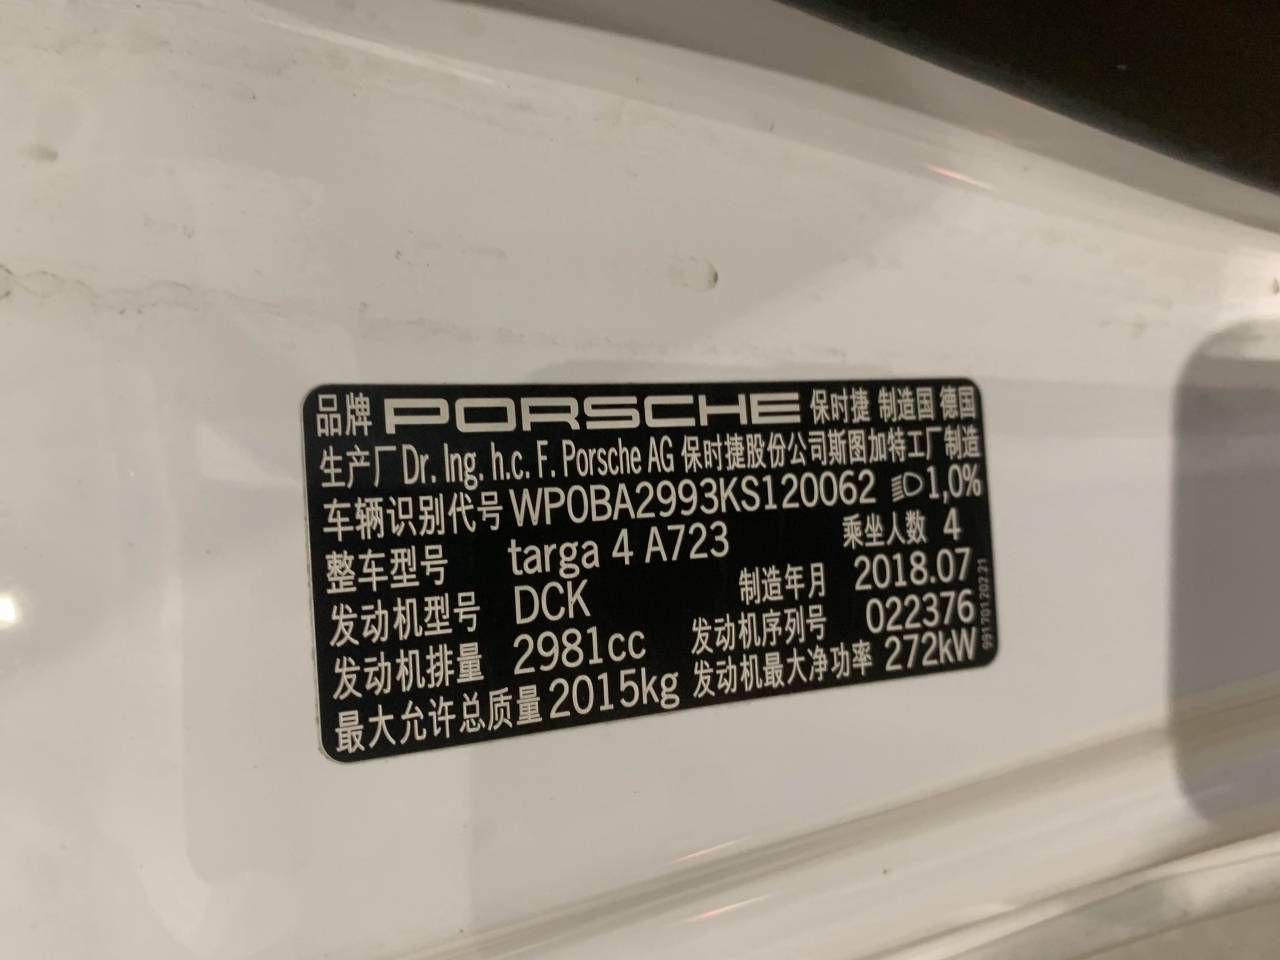 品牌 PORSCHE 保时捷 制造国 德国
生产厂 Dr. Ing. h.c. F. Porsche AG 保时捷股份公司斯图加特工厂制造
车辆识别代号 WP0BA2993KS120062 1,0%
整车型号 targa 4 A723 乘坐人数 4
发动机型号 DCK 制造年月 2018.07
发动机排量 2981cc 发动机序列号 022376
最大允许总质量 2015kg 发动机最大净功率 272kW
991.701.202.21